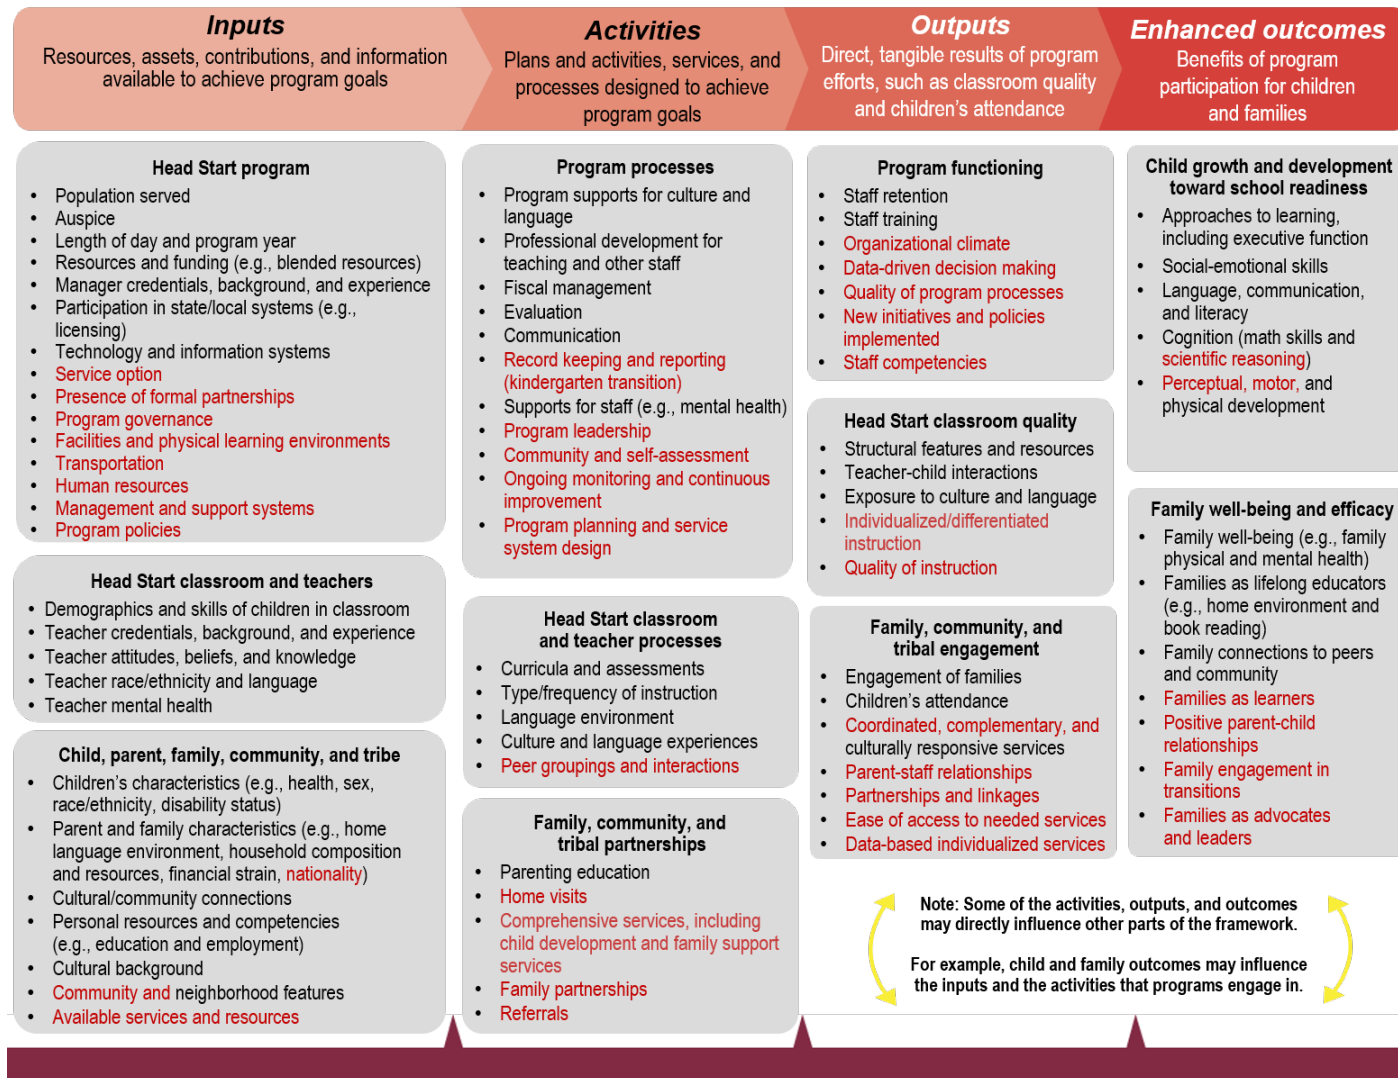 Inputs
Resources, assets, contributions, and information
available to achieve program goals
Activities
Plans and activities, services, and
processes designed to achieve
program goals
Outputs
Direct, tangible results of program
efforts, such as classroom quality
and children's attendance
Enhanced outcomes
Benefits of program
participation for children
and families
Head Start program
• Population served
• Auspice
• Length of day and program year
• Resources and funding (e.g., blended resources)
• Manager credentials, background, and experience
• Participation in state/local systems (e.g.,
licensing)
• Technology and information systems
• Service option
• Presence of formal partnerships
• Program governance
• Facilities and physical learning environments
• Transportation
• Human resources
• Management and support systems
• Program policies
Head Start classroom and teachers
• Demographics and skills of children in classroom
• Teacher credentials, background, and experience
• Teacher attitudes, beliefs, and knowledge
• Teacher race/ethnicity and language
• Teacher mental health
Child, parent, family, community, and tribe
• Children's characteristics (e.g., health, sex,
race/ethnicity, disability status)
• Parent and family characteristics (e.g., home
language environment, household composition
and resources, financial strain, nationality)
• Cultural/community connections
• Personal resources and competencies
(e.g., education and employment)
• Cultural background
• Community and neighborhood features
• Available services and resources
Program processes
• Program supports for culture and
language
• Professional development for
teaching and other staff
• Fiscal management
• Evaluation
• Communication
• Record keeping and reporting
(kindergarten transition)
• Supports for staff (e.g., mental health)
• Program leadership
• Community and self-assessment
• Ongoing monitoring and continuous
improvement
• Program planning and service
system design
Head Start classroom
and teacher processes
• Curricula and assessments
• Type/frequency of instruction
• Language environment
• Culture and language experiences
• Peer groupings and interactions
Family, community, and
tribal partnerships
• Parenting education
• Home visits
• Comprehensive services, including
child development and family support
services
• Family partnerships
• Referrals
Program functioning
• Staff retention
• Staff training
• Organizational climate
• Data-driven decision making
• Quality of program processes
• New initiatives and policies
implemented
• Staff competencies
Head Start classroom quality
• Structural features and resources
• Teacher-child interactions
• Exposure to culture and language
• Individualized/differentiated
instruction
• Quality of instruction
Family, community, and
tribal engagement
• Engagement of families
• Children's attendance
• Coordinated, complementary, and
culturally responsive services
• Parent-staff relationships
• Partnerships and linkages
• Ease of access to needed services
• Data-based individualized services
Child growth and development
toward school readiness
• Approaches to learning,
including executive function
• Social-emotional skills
• Language, communication,
and literacy
• Cognition (math skills and
scientific reasoning)
• Perceptual, motor, and
physical development
Family well-being and efficacy
• Family well-being (e.g., family
physical and mental health)
• Families as lifelong educators
(e.g., home environment and
book reading)
• Family connections to peers
and community
• Families as learners
• Positive parent-child
relationships
• Family engagement in
transitions
• Families as advocates
and leaders
Note: Some of the activities, outputs, and outcomes
may directly influence other parts of the framework.
For example, child and family outcomes may influence
the inputs and the activities that programs engage in.